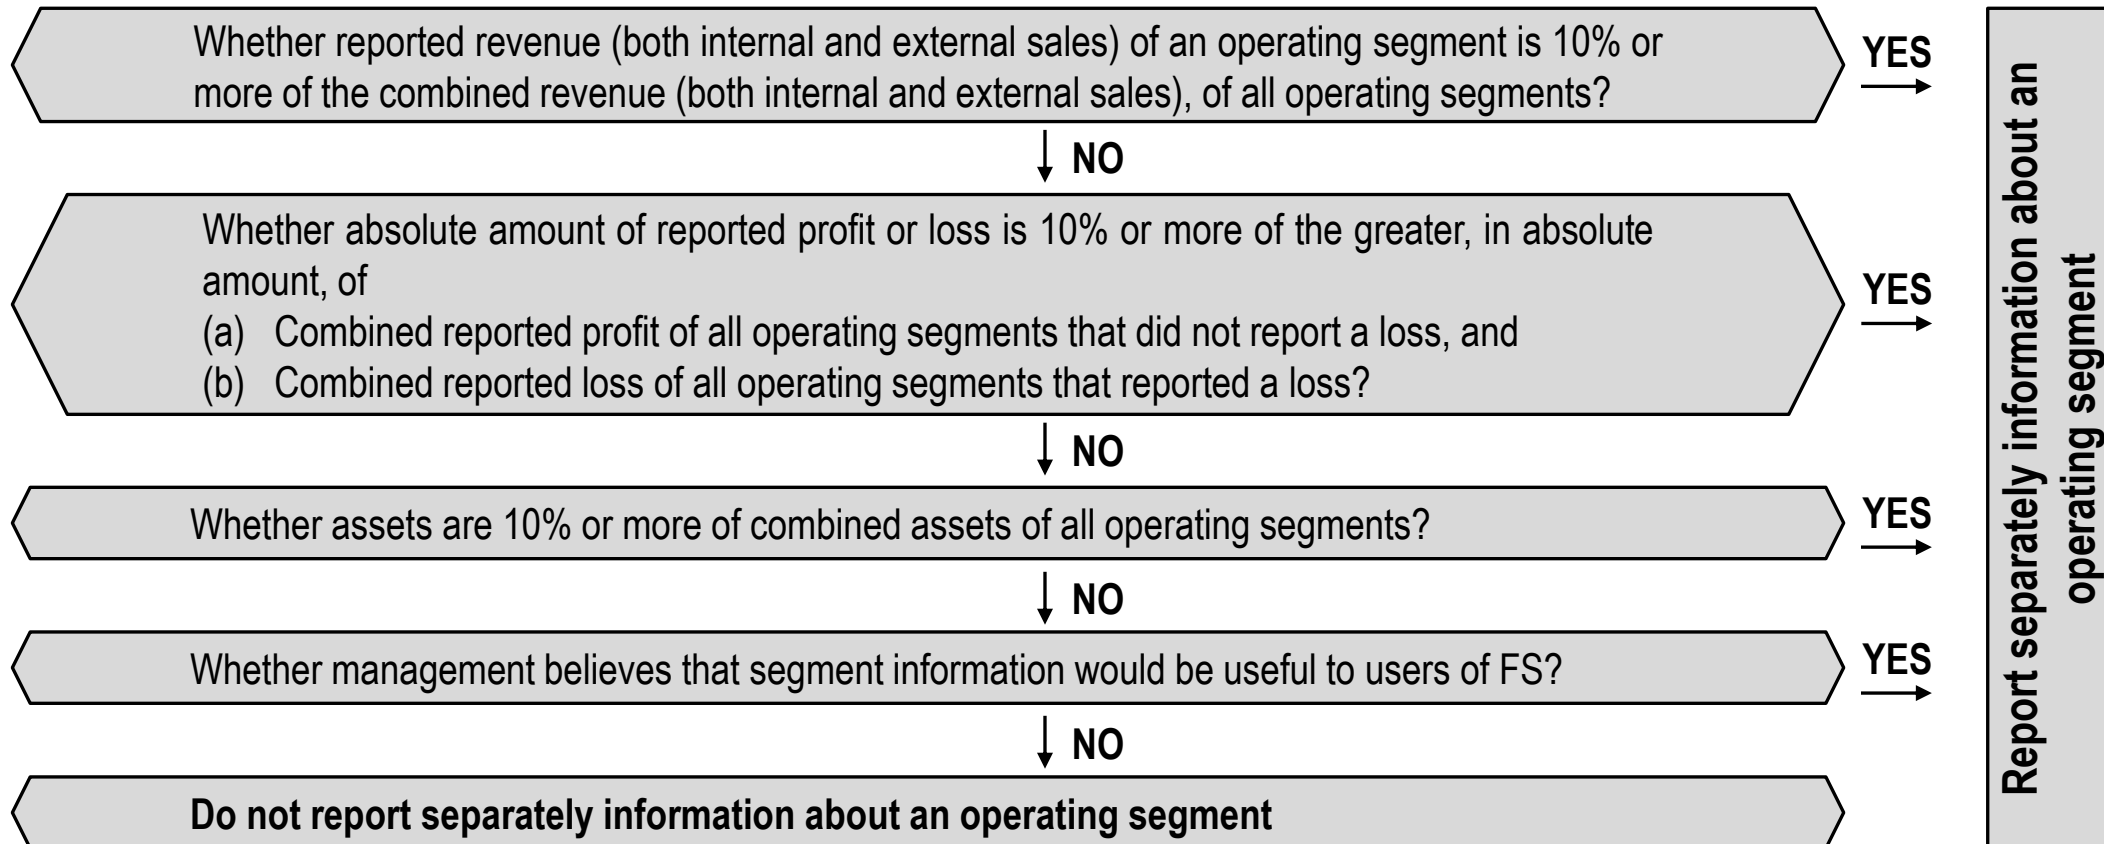 Whether reported revenue (both internal and external sales) of an operating segment is 10% or
more of the combined revenue (both internal and external sales), of all operating segments?
YES
NO
Whether absolute amount of reported profit or loss is 10% or more of the greater, in absolute
amount, of
(a) Combined reported profit of all operating segments that did not report a loss, and
(b) Combined reported loss of all operating segments that reported a loss?
YES
NO
Whether assets are 10% or more of combined assets of all operating segments?
YES
NO
Whether management believes that segment information would be useful to users of FS?
YES
NO
Do not report separately information about an operating segment
Report separately information about an
operating segment